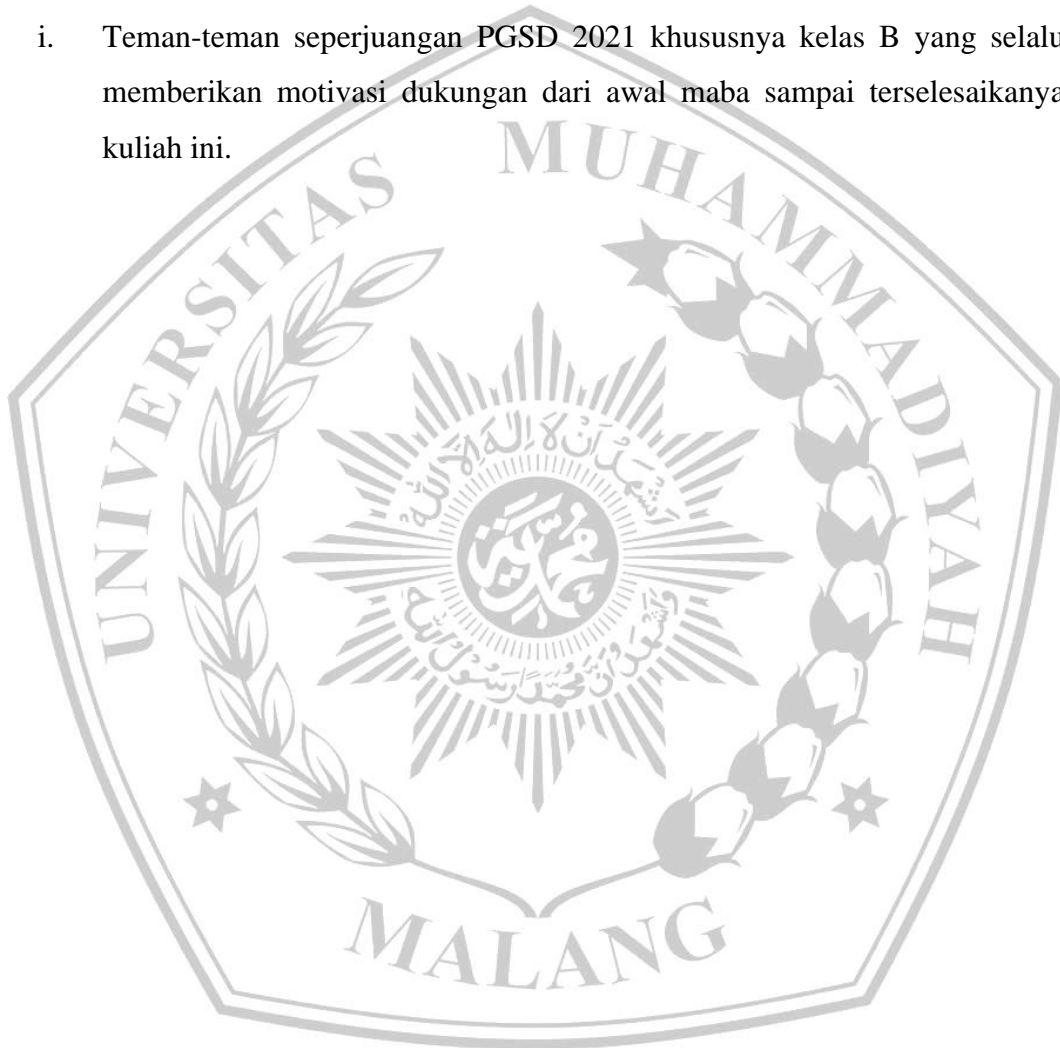 i. Teman-teman seperjuangan PGSD 2021 khususnya kelas B yang selalu
memberikan motivasi dukungan dari awal maba sampai terselesaikanya
kuliah ini.
UNIVERSITAS MUHAMMADIYAH
MALANG